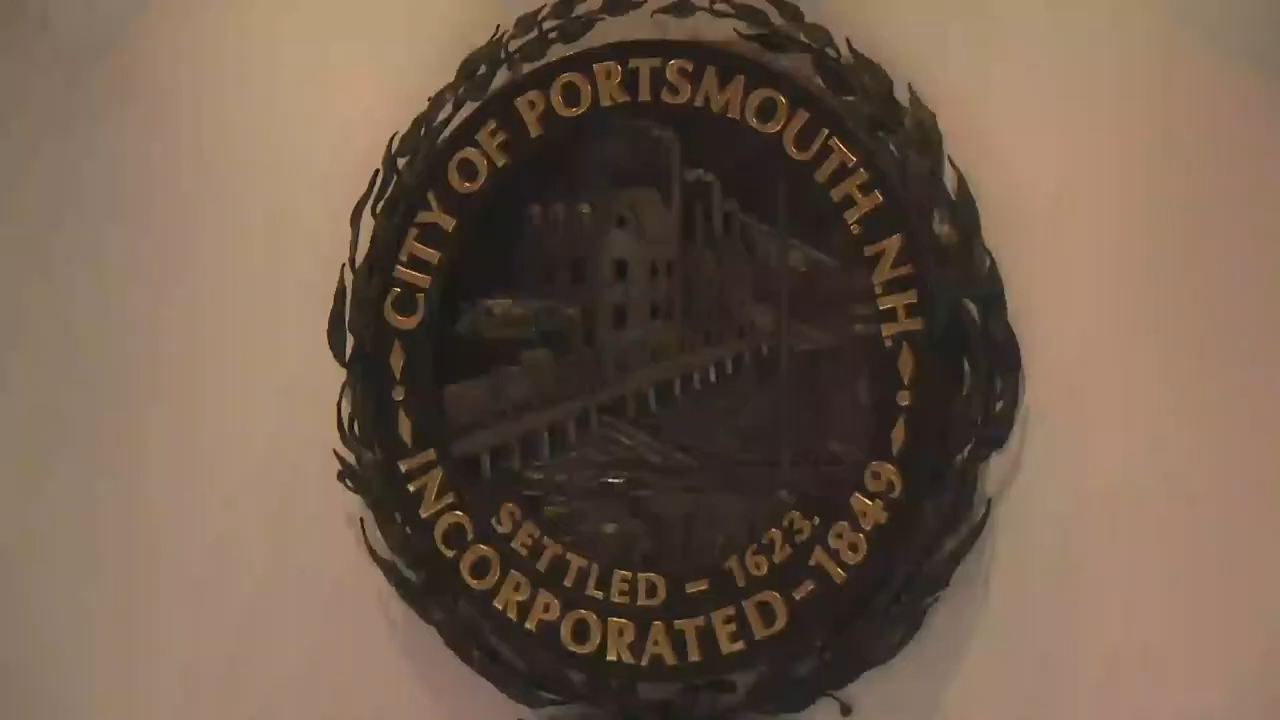 CITY OF PORTSMOUTH. N.H.
SETTLED – 1623.
INCORPORATED – 1849